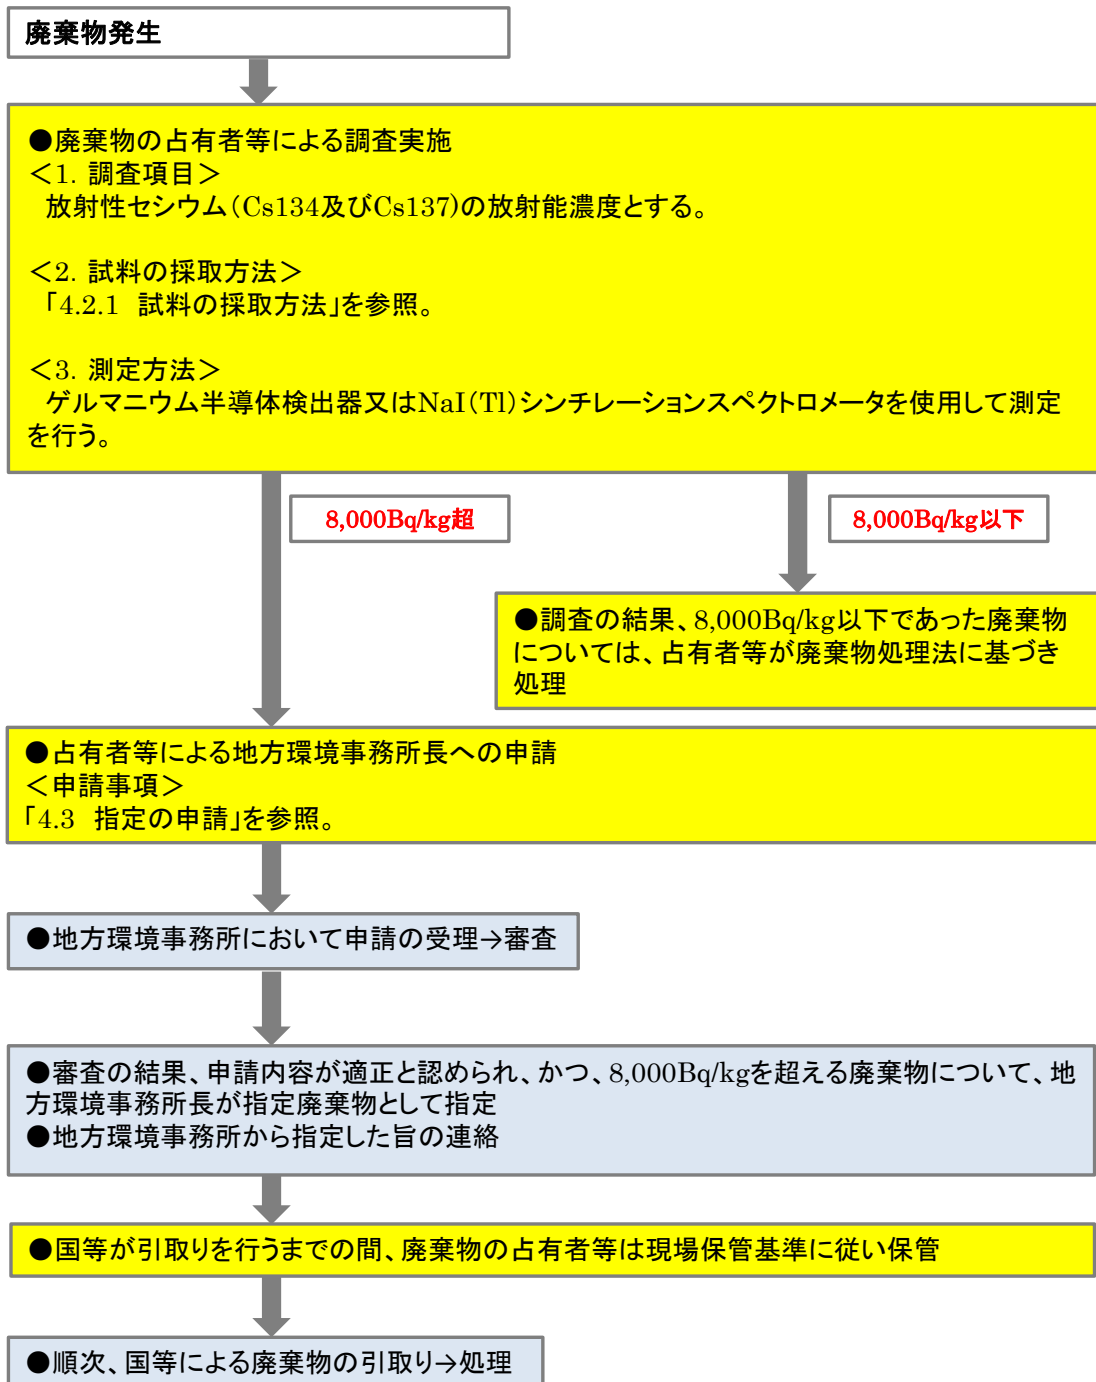 廃棄物発生
●廃棄物の占有者等による調査実施
＜1．調査項目＞
放射性セシウム（Cs134及びCs137)の放射能濃度とする。
＜2．試料の採取方法＞
「4.2.1　試料の採取方法」を参照。
＜3．測定方法＞
ゲルマニウム半導体検出器又はNaI（Tl）シンチレーションスペクトロメータを使用して測定
を行う。
8,000Bq/kg超
8,000Bq/kg以下
●調査の結果、8,000Bq/kg以下であった廃棄物
については、占有者等が廃棄物処理法に基づき
処理
●占有者等による地方環境事務所長への申請
＜申請事項＞
「4.3　指定の申請」を参照。
●地方環境事務所において申請の受理→審査
●審査の結果、申請内容が適正と認められ、かつ、8,000Bq/kgを超える廃棄物について、地
方環境事務所長が指定廃棄物として指定
●地方環境事務所から指定した旨の連絡
●国等が引取りを行うまでの間、廃棄物の占有者等は現場保管基準に従い保管
●順次、国等による廃棄物の引取り→処理